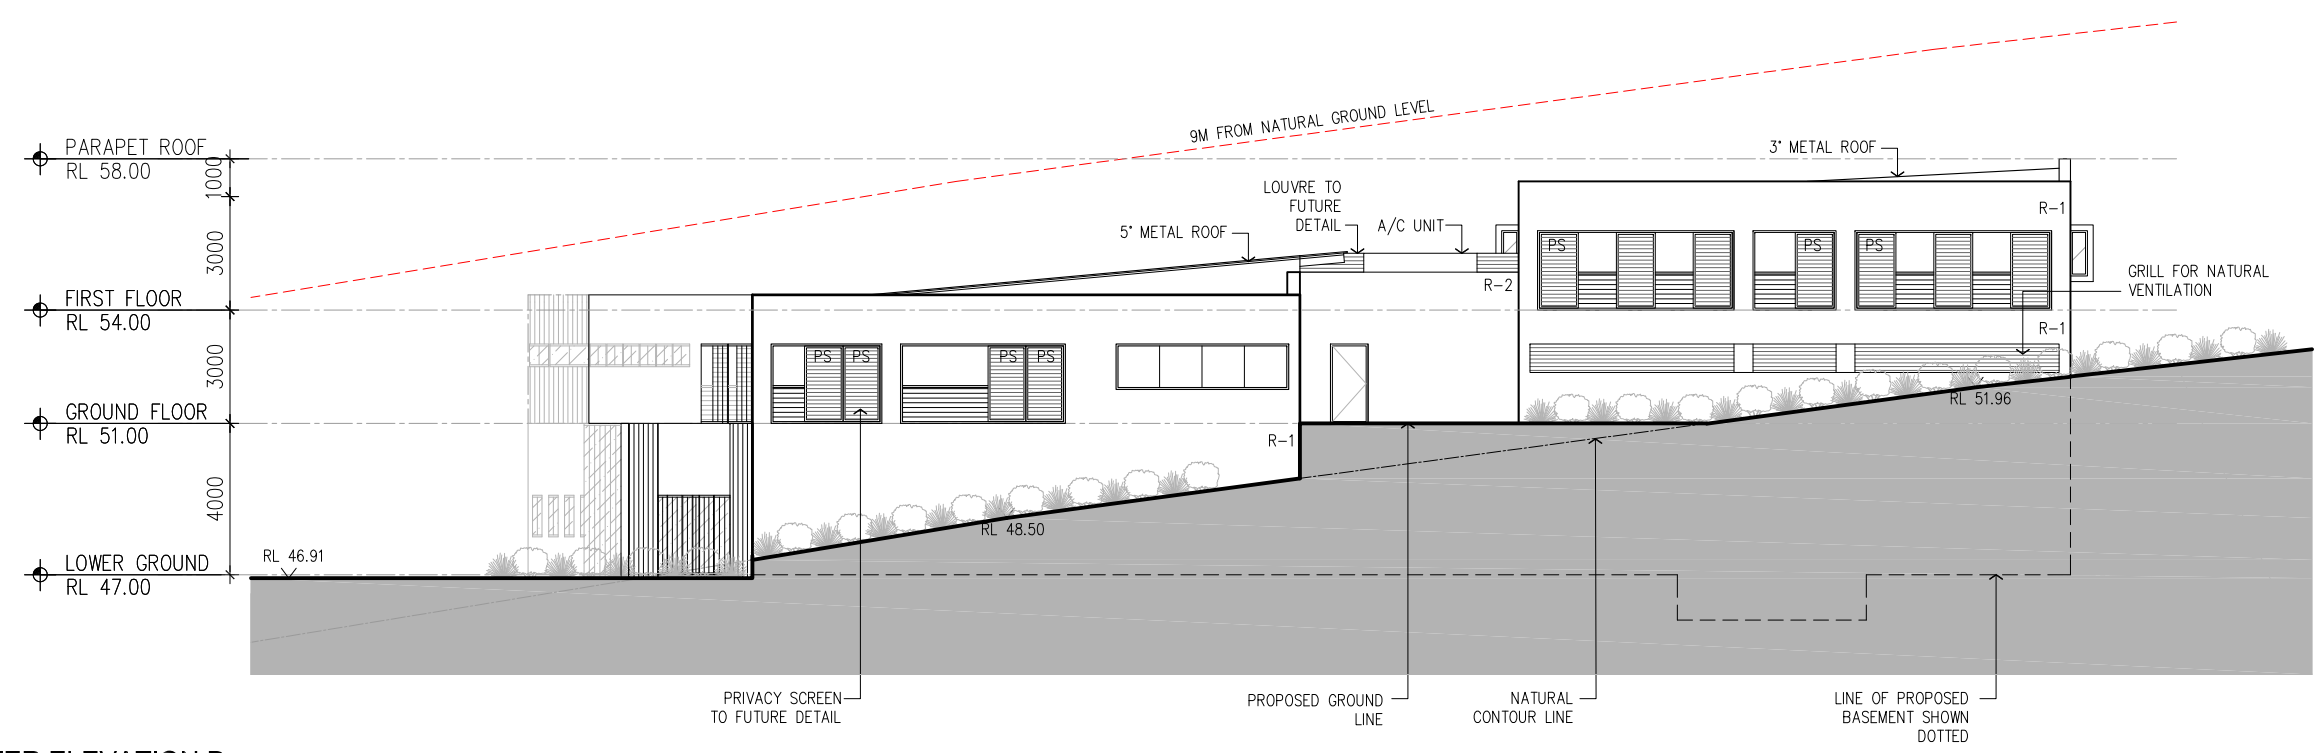 9M FROM NATURAL GROUND LEVEL
PARAPET ROOF
RL 58.00
1000
3° METAL ROOF
LOUVRE TO
FUTURE
DETAIL
A/C UNIT
5° METAL ROOF
R-1
3000
PS
PS
PS
GRILL FOR NATURAL
VENTILATION
R-2
FIRST FLOOR
RL 54.00
R-1
3000
PS
PS
PS
PS
RL 51.96
GROUND FLOOR
RL 51.00
R-1
4000
RL 48.50
RL 46.91
LOWER GROUND
RL 47.00
PRIVACY SCREEN
TO FUTURE DETAIL
PROPOSED GROUND
LINE
NATURAL
CONTOUR LINE
LINE OF PROPOSED
BASEMENT SHOWN
DOTTED
ELEVATION